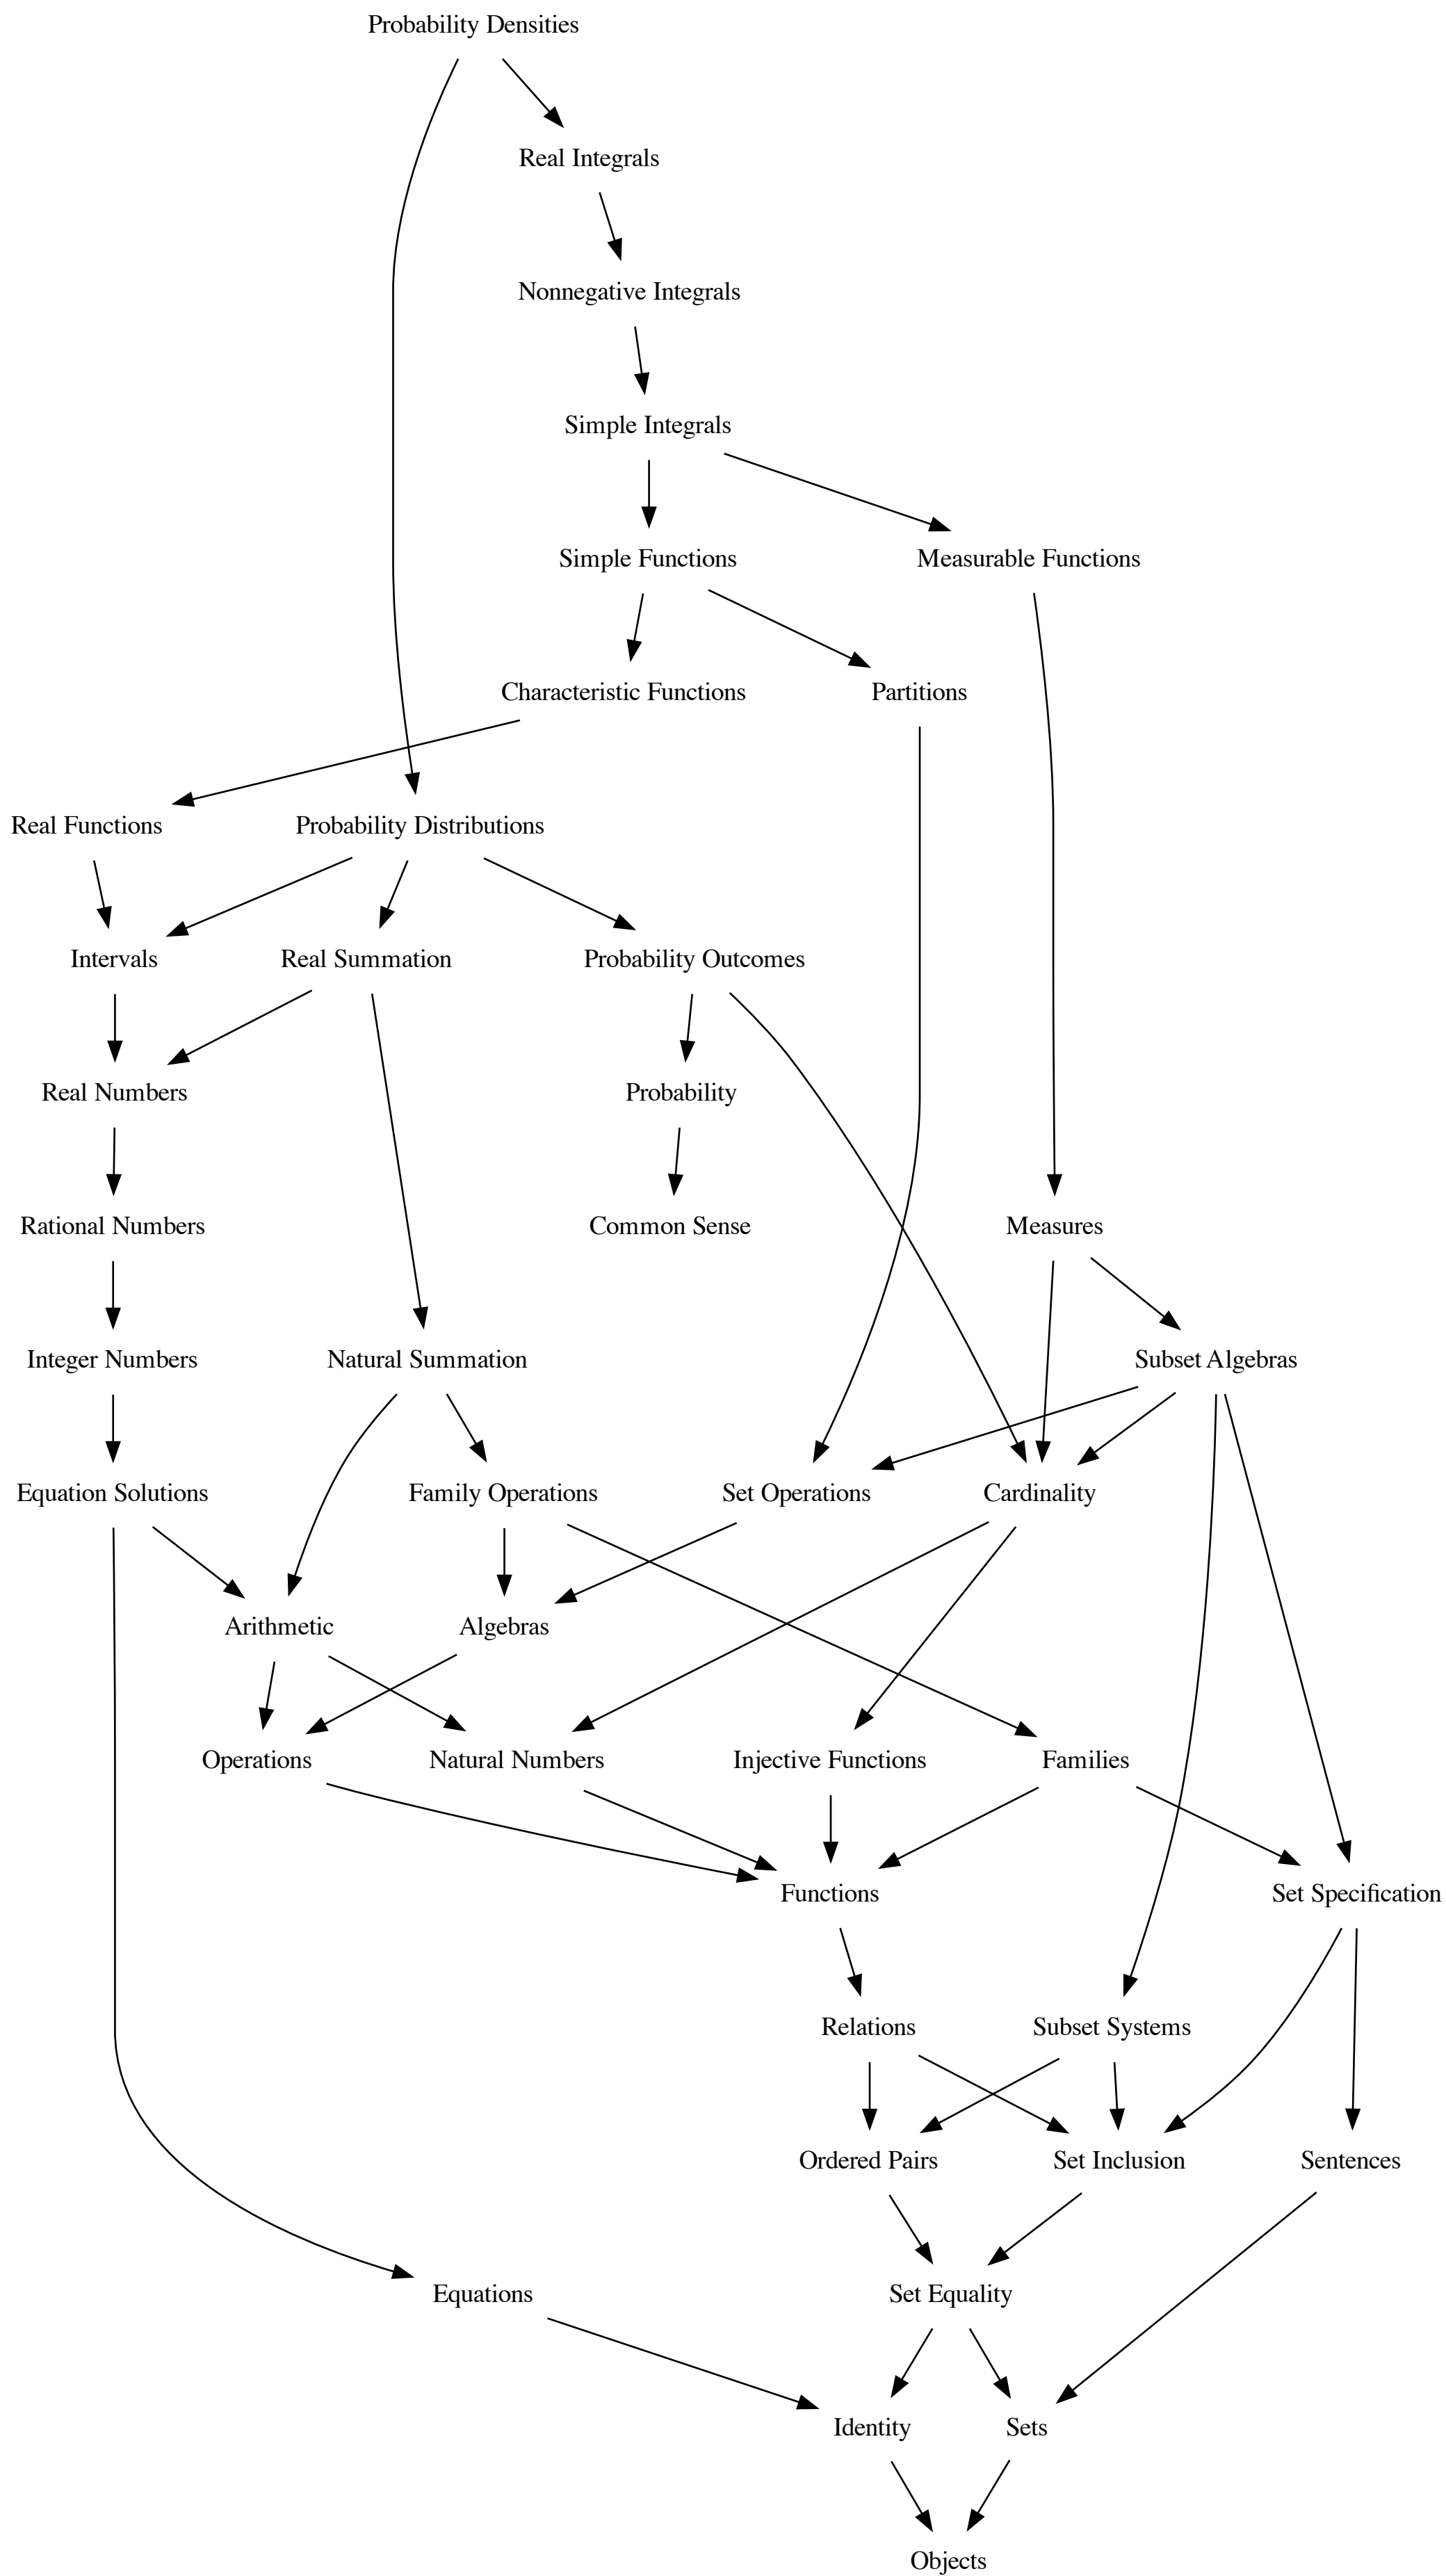 Probability Densities
Real Integrals
Nonnegative Integrals
Simple Integrals
Simple Functions
Measurable Functions
Characteristic Functions
Partitions
Real Functions
Probability Distributions
Intervals
Real Summation
Probability Outcomes
Real Numbers
Probability
Rational Numbers
Common Sense
Measures
Integer Numbers
Natural Summation
Subset Algebras
Equation Solutions
Family Operations
Set Operations
Cardinality
Arithmetic
Algebras
Operations
Natural Numbers
Injective Functions
Families
Functions
Set Specification
Relations
Subset Systems
Ordered Pairs
Set Inclusion
Sentences
Equations
Set Equality
Identity
Sets
Objects